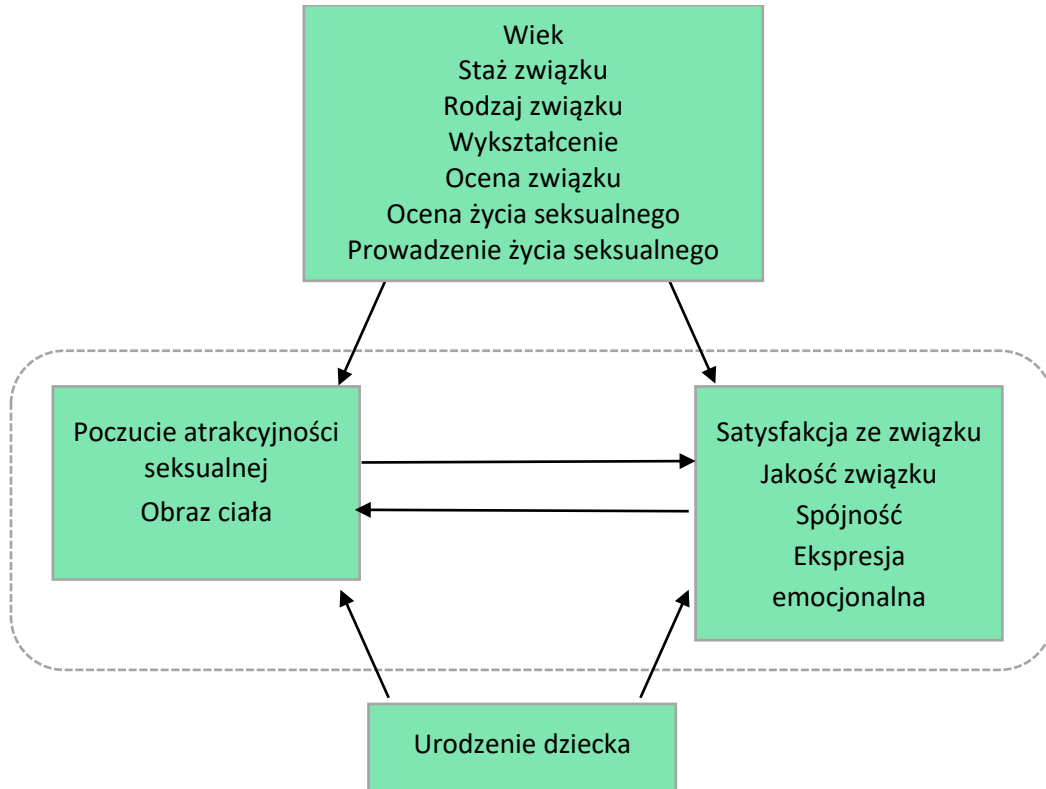 Wiek
Staż związku
Rodzaj związku
Wykształcenie
Ocena związku
Ocena życia seksualnego
Prowadzenie życia seksualnego
Poczucie atrakcyjności
seksualnej
Obraz ciała
Satysfakcja ze związku
Jakość związku
Spójność
Ekspresja
emocjonalna
Urodzenie dziecka